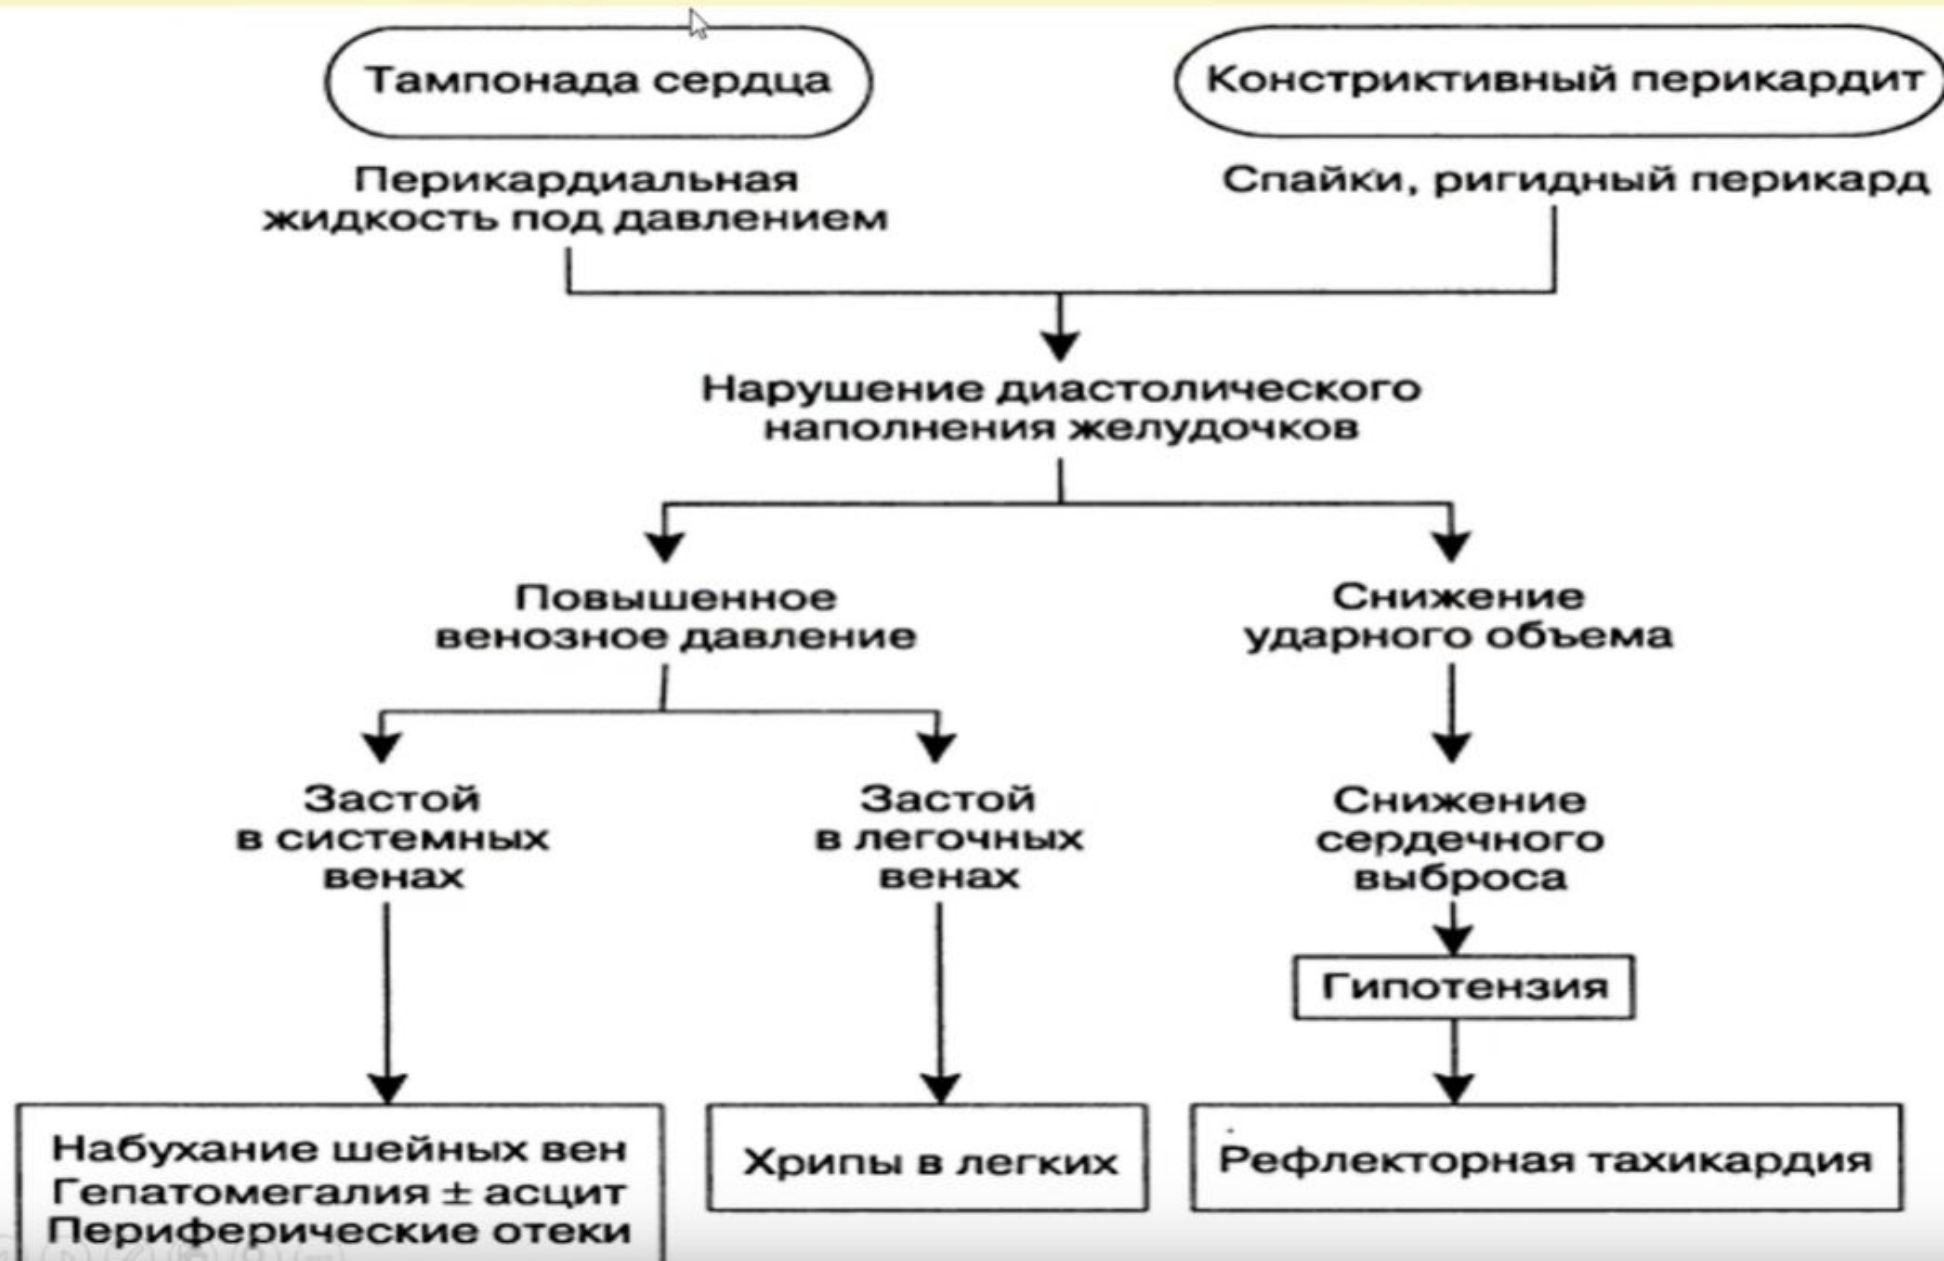 Тампонада сердца
Констриктивный перикардит
Перикардиальная
жидкость под давлением
Спайки, ригидный перикард
Нарушение диастолического
наполнения желудочков
Повышенное
венозное давление
Снижение
ударного объема
Застой
в системных
венах
Застой
в легочных
венах
Снижение
сердечного
выброса
Гипотензия
Набухание шейных вен
Гепатомегалия ± асцит
Периферические отеки
Хрипы в легких
Рефлекторная тахикардия